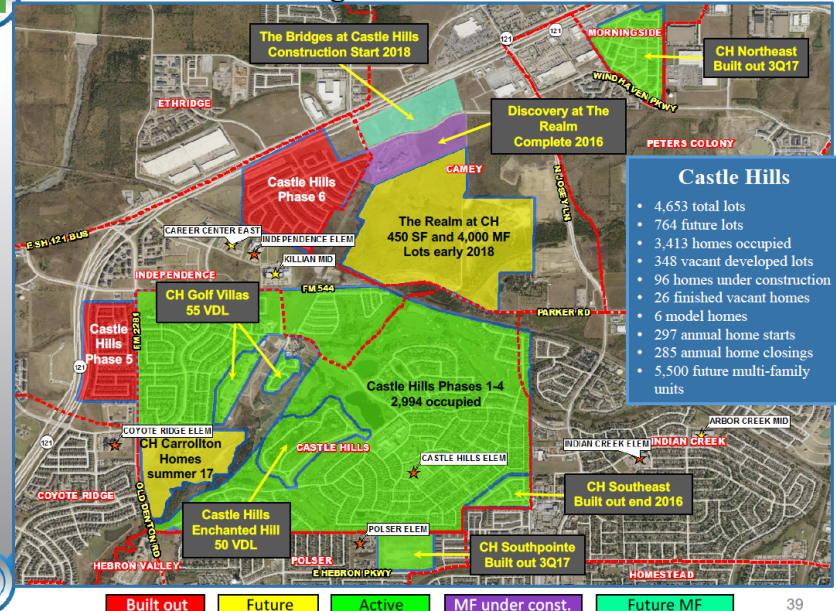 The Bridges at Castle Hills
Construction Start 2018
121
121
MORNINGSIDE
CH Northeast
Built out 3Q17
WINDHAVEN PKWY
ETHRIDGE
Discovery at The
Realm
Complete 2016
PETERS COLONY
CAMEY
N JOSEY LN
Castle Hills
Phase 6
The Realm at CH
450 SF and 4,000 MF
Lots early 2018
Castle Hills
• 4,653 total lots
• 764 future lots
• 3,413 homes occupied
• 348 vacant developed lots
• 96 homes under construction
• 26 finished vacant homes
• 6 model homes
• 297 annual home starts
• 285 annual home closings
• 5,500 future multi-family
units
E SH 121 BUS
CAREER CENTER EAST
INDEPENDENCE ELEM
KILLIAN MID
INDEPENDENCE
FM 544
CH Golf Villas
55 VDL
PARKER RD
Castle
Hills
Phase 5
FM 2281
121
Castle Hills Phases 1-4
2,994 occupied
ARBOR CREEK MID
COYOTE RIDGE ELEM
121
CH Carrollton
Homes
summer 17
CASTLE HILLS
INDIAN CREEK ELEM
INDIAN CREEK
CASTLE HILLS ELEM
COYOTE RIDGE
OLD DENTON RD
Castle Hills
Enchanted Hill
50 VDL
CH Southeast
Built out end 2016
POLSER ELEM
CH Southpointe
Built out 3Q17
HEBRON VALLEY
POLSER
E HEBRON PKWY
HOMESTEAD
Built out
Future
Active
MF under const.
Future MF
39